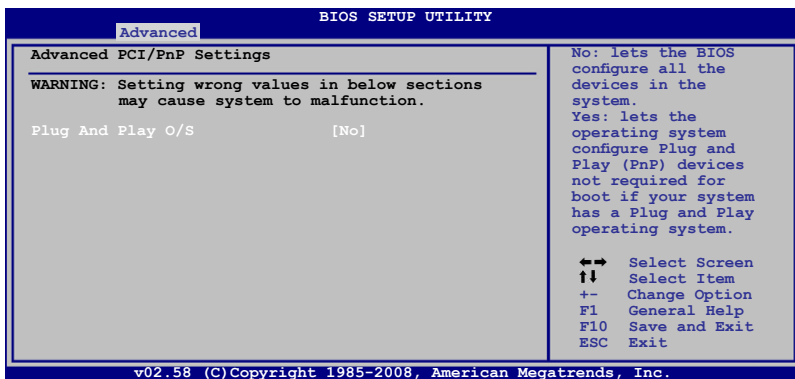 BIOS SETUP UTILITY
Advanced
Advanced PCI/PnP Settings
WARNING: Setting wrong values in below sections
may cause system to malfunction.
Plug And Play O/S [No]
No: lets the BIOS
configure all the
devices in the
system.
Yes: lets the
operating system
configure Plug and
Play (PnP) devices
not required for
boot if your system
has a Plug and Play
operating system.
←→ Select Screen
↑↓ Select Item
+- Change Option
F1 General Help
F10 Save and Exit
ESC Exit
v02.58 (C)Copyright 1985-2008, American Megatrends, Inc.